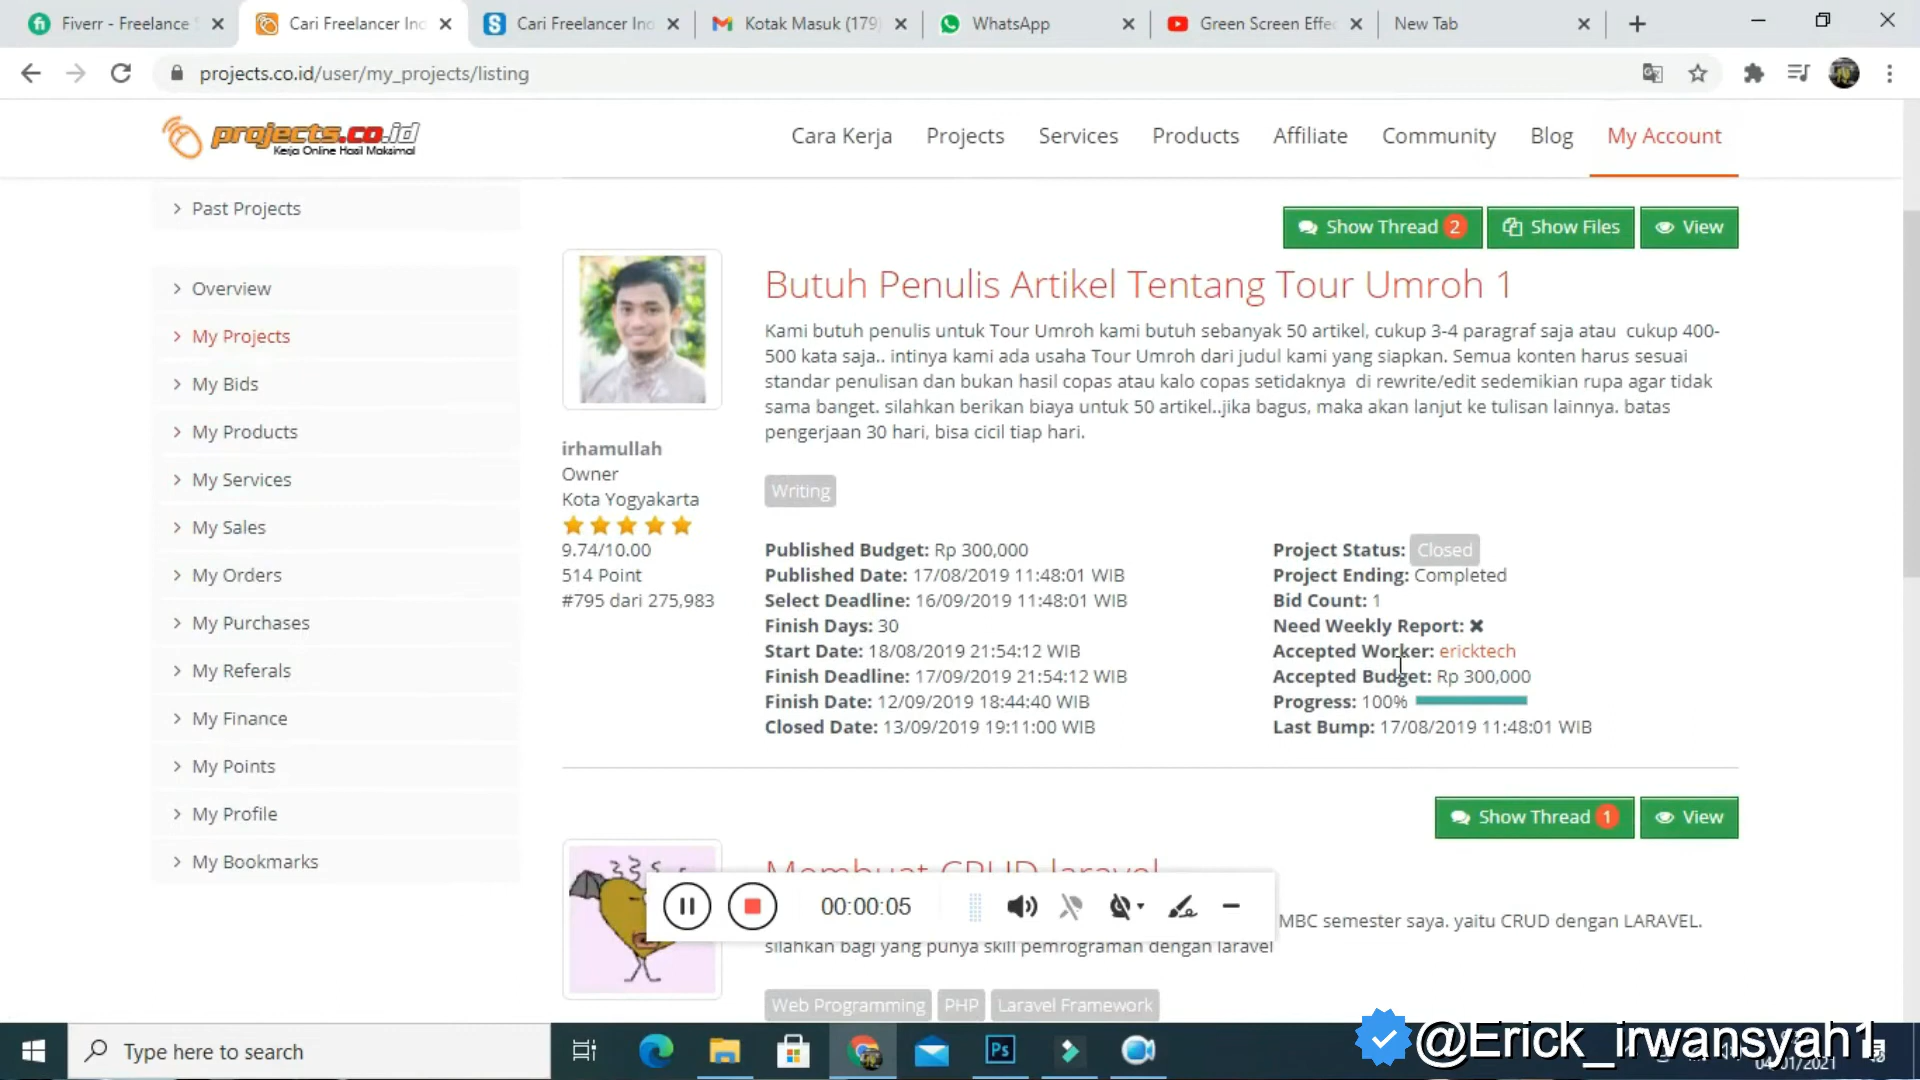 Fiverr - Freelance
Cari Freelancer Ind
Cari Freelancer Ind
Kotak Masuk (179)
WhatsApp
Green Screen Effe
New Tab
projects.co.id/user/my_projects/listing
projects.co.id
Kerja Online Hasil Maksimal
Cara Kerja
Projects
Services
Products
Affiliate
Community
Blog
My Account
Past Projects
Overview
My Projects
My Bids
My Products
My Services
My Sales
My Orders
My Purchases
My Referals
My Finance
My Points
My Profile
My Bookmarks
Show Thread 2
Show Files
View
Butuh Penulis Artikel Tentang Tour Umroh 1
Kami butuh penulis untuk Tour Umroh kami butuh sebanyak 50 artikel, cukup 3-4 paragraf saja atau cukup 400-
500 kata saja.. intinya kami ada usaha Tour Umroh dari judul kami yang siapkan. Semua konten harus sesuai
standar penulisan dan bukan hasil copas atau kalo copas setidaknya di rewrite/edit sedemikian rupa agar tidak
sama banget. silahkan berikan biaya untuk 50 artikel..jika bagus, maka akan lanjut ke tulisan lainnya. batas
pengerjaan 30 hari, bisa cicil tiap hari.
irhamullah
Owner
Kota Yogyakarta
9.74/10.00
514 Point
#795 dari 275,983
Writing
Published Budget: Rp 300,000
Published Date: 17/08/2019 11:48:01 WIB
Select Deadline: 16/09/2019 11:48:01 WIB
Finish Days: 30
Start Date: 18/08/2019 21:54:12 WIB
Finish Deadline: 17/09/2019 21:54:12 WIB
Finish Date: 12/09/2019 18:44:40 WIB
Closed Date: 13/09/2019 19:11:00 WIB
Project Status: Closed
Project Ending: Completed
Bid Count: 1
Need Weekly Report: ✖
Accepted Worker: ericktech
Accepted Budget: Rp 300,000
Progress: 100%
Last Bump: 17/08/2019 11:48:01 WIB
Show Thread 1
View
Membuat CRUD laravel
MBC semester saya. yaitu CRUD dengan LARAVEL.
silahkan bagi yang punya skill pemrograman dengan laravel
00:00:05
Web Programming
PHP
Laravel Framework
Type here to search
Ps
@Erick_irwansyah1
04/01/2021